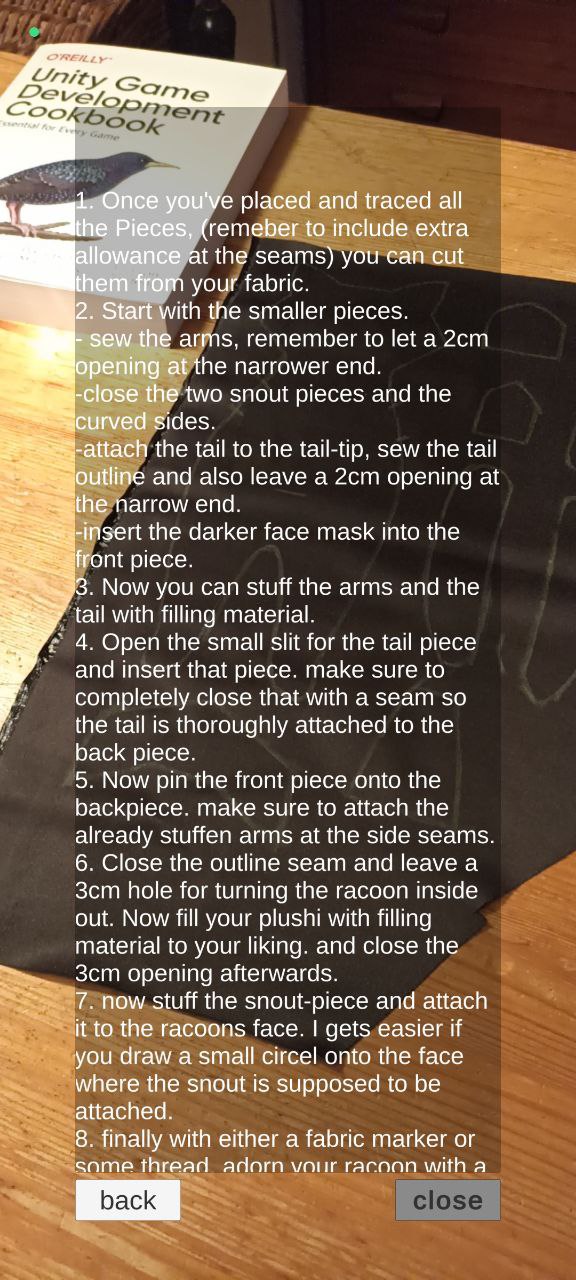 O'REILLY
Unity Game
Development
Cookbook
Essential for Every Game
1. Once you've placed and traced all
the Pieces, (remeber to include extra
allowance at the seams) you can cut
them from your fabric.
2. Start with the smaller pieces.
- sew the arms, remember to let a 2cm
opening at the narrower end.
-close the two snout pieces and the
curved sides.
-attach the tail to the tail-tip, sew the tail
outline and also leave a 2cm opening at
the narrow end.
-insert the darker face mask into the
front piece.
3. Now you can stuff the arms and the
tail with filling material.
4. Open the small slit for the tail piece
and insert that piece. make sure to
completely close that with a seam so
the tail is thoroughly attached to the
back piece.
5. Now pin the front piece onto the
backpiece. make sure to attach the
already stuffen arms at the side seams.
6. Close the outline seam and leave a
3cm hole for turning the racoon inside
out. Now fill your plushi with filling
material to your liking. and close the
3cm opening afterwards.
7. now stuff the snout-piece and attach
it to the racoons face. I gets easier if
you draw a small circel onto the face
where the snout is supposed to be
attached.
8. finally with either a fabric marker or
some thread, adorn your racoon with a
back
close